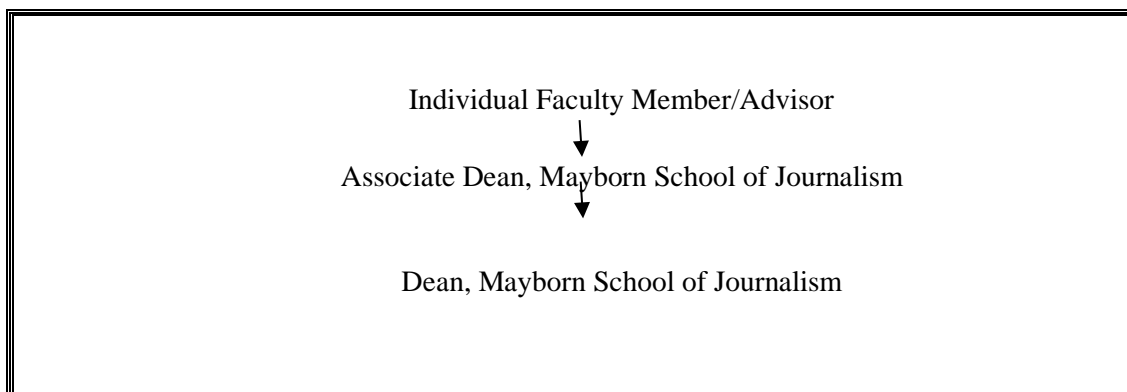 Individual Faculty Member/Advisor
Associate Dean, Mayborn School of Journalism
Dean, Mayborn School of Journalism